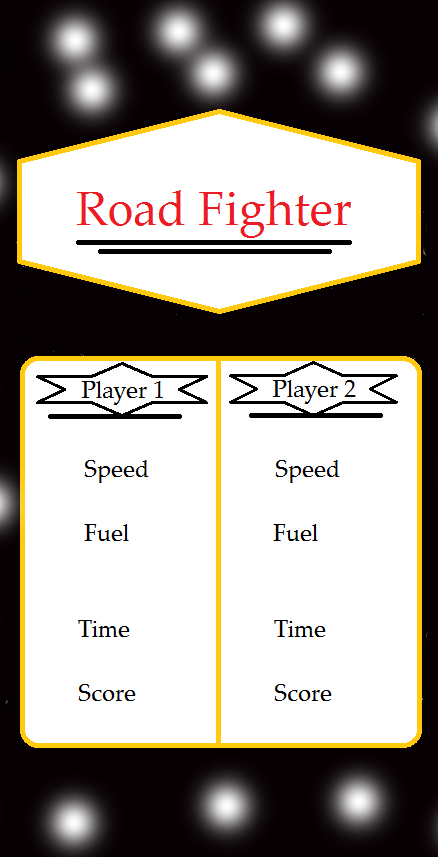 Road Fighter
Player 1
Speed
Fuel
Time
Score
Player 2
Speed
Fuel
Time
Score